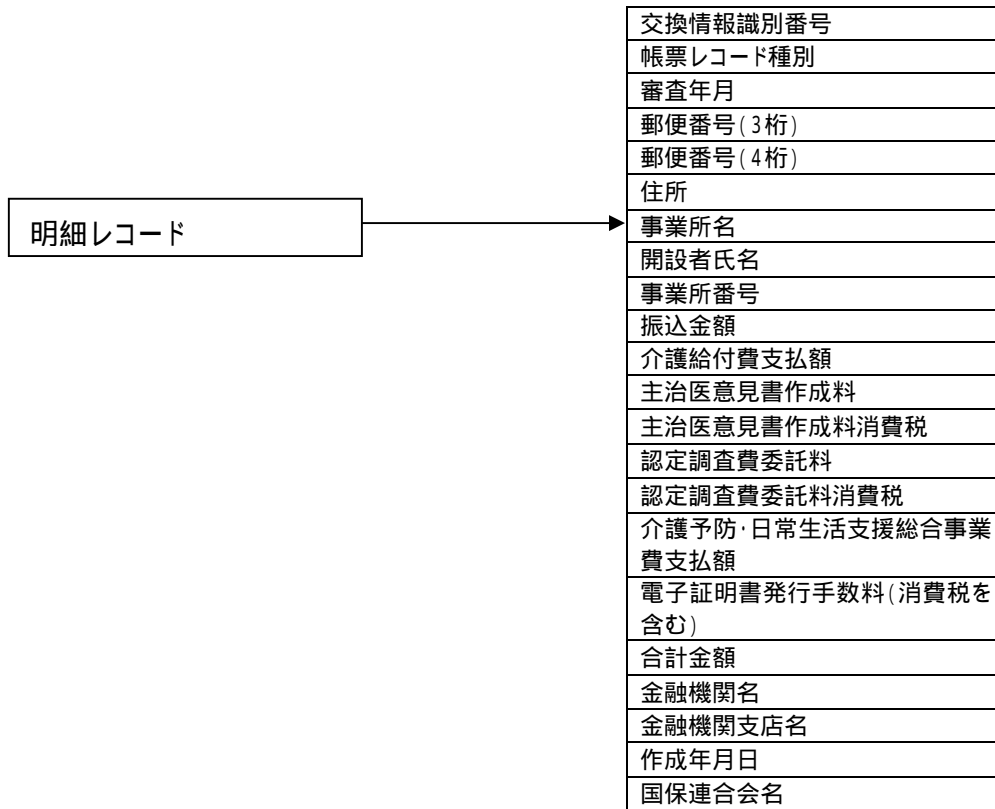 明細レコード
交換情報識別番号
帳票レコード種別
審査年月
郵便番号(3桁)
郵便番号(4桁)
住所
事業所名
開設者氏名
事業所番号
振込金額
介護給付費支払額
主治医意見書作成料
主治医意見書作成料消費税
認定調査費委託料
認定調査費委託料消費税
介護予防･日常生活支援総合事業
費支払額
電子証明書発行手数料(消費税を
含む)
合計金額
金融機関名
金融機関支店名
作成年月日
国保連合会名